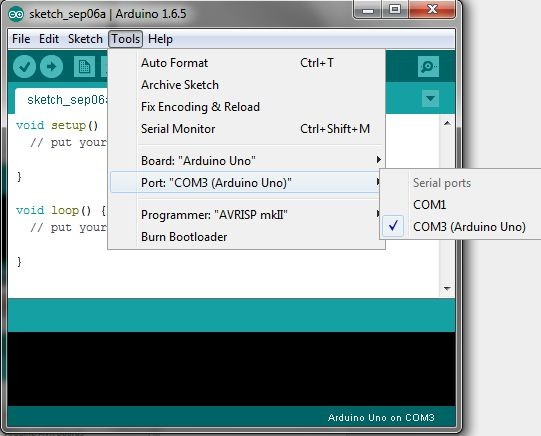 sketch_sep06a | Arduino 1.6.5
File Edit Sketch Tools Help
sketch_sep06a
Auto Format Ctrl+T
Archive Sketch
Fix Encoding & Reload
Serial Monitor Ctrl+Shift+M
Board: "Arduino Uno"
Port: "COM3 (Arduino Uno)"
Programmer: "AVRISP mkII"
Burn Bootloader
Serial ports
COM1
COM3 (Arduino Uno)
void setup()
// put your
}
void loop() {
// put your
}
Arduino Uno on COM3